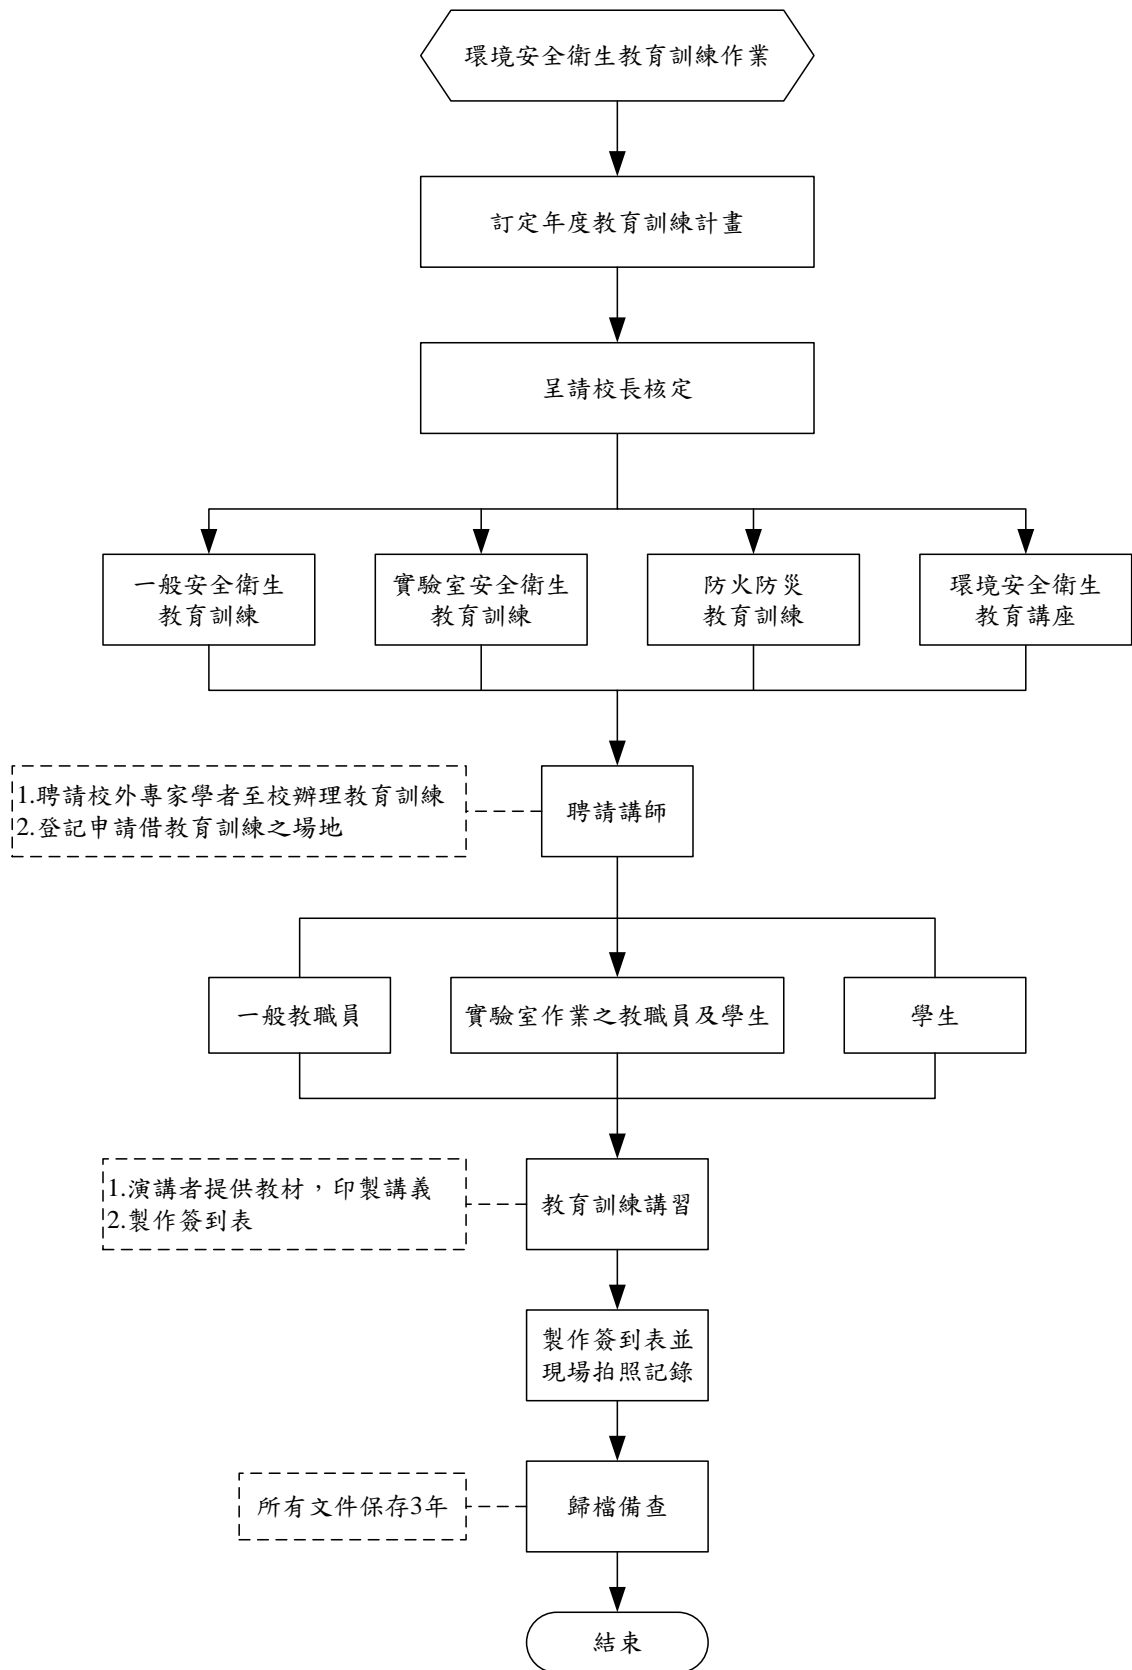 環境安全衛生教育訓練作業
訂定年度教育訓練計畫
呈請校長核定
一般安全衛生
教育訓練
實驗室安全衛生
教育訓練
防火防災
教育訓練
環境安全衛生
教育講座
1.聘請校外專家學者至校辦理教育訓練
2.登記申請借教育訓練之場地
聘請講師
一般教職員
實驗室作業之教職員及學生
學生
1.演講者提供教材，印製講義
2.製作簽到表
教育訓練講習
製作簽到表並
現場拍照記錄
所有文件保存3年
歸檔備查
結束